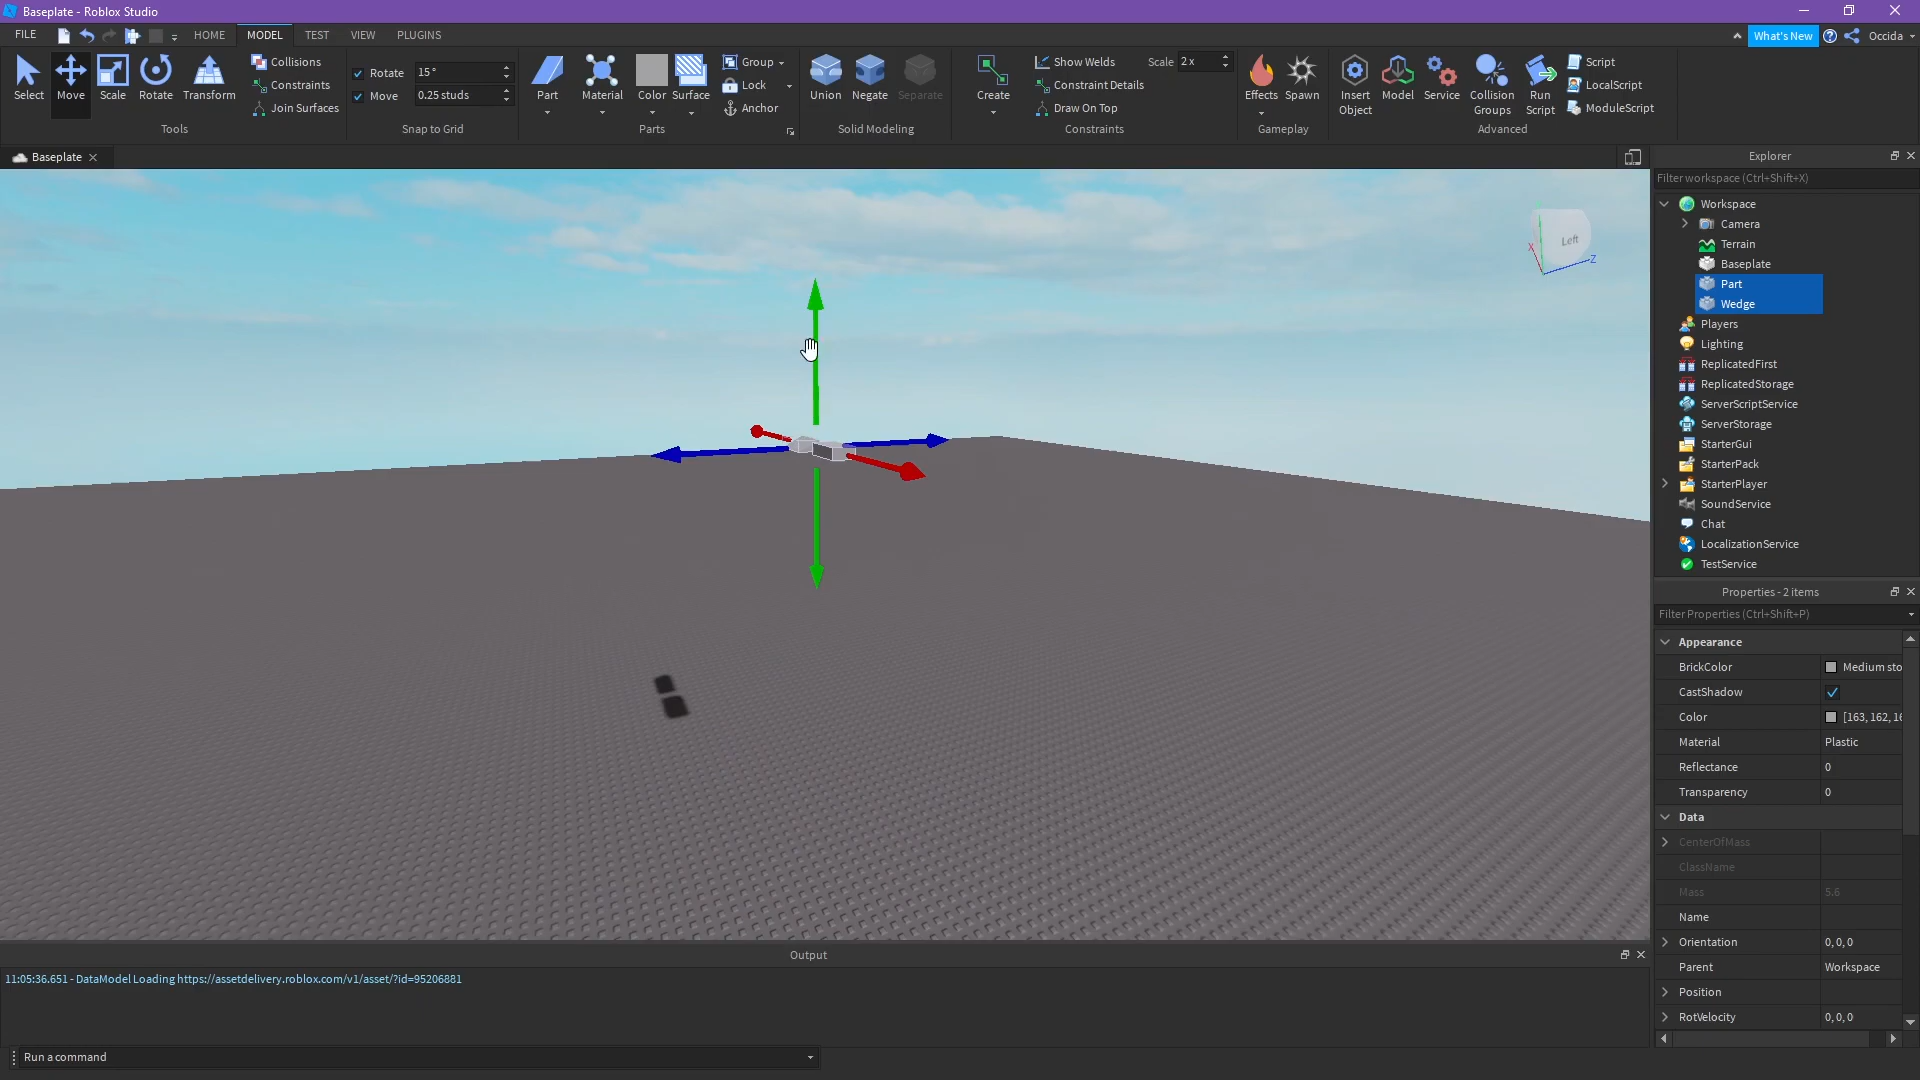 Baseplate - Roblox Studio
FILE
HOME
MODEL
TEST
VIEW
PLUGINS
What's New
Occida
Select
Move
Scale
Rotate
Transform
Collisions
Constraints
Join Surfaces
Tools
Rotate
15 °
Move
0.25 studs
Snap to Grid
Part
Material
Color
Surface
Group
Lock
Anchor
Parts
Union
Negate
Separate
Solid Modeling
Create
Show Welds
Scale
2 x
Constraint Details
Draw On Top
Constraints
Effects
Spawn
Gameplay
Insert
Object
Model
Service
Collision
Groups
Run
Script
Script
LocalScript
ModuleScript
Advanced
Baseplate
Left
X
Z
Explorer
Filter workspace (Ctrl+Shift+X)
Workspace
Camera
Terrain
Baseplate
Part
Wedge
Players
Lighting
ReplicatedFirst
ReplicatedStorage
ServerScriptService
ServerStorage
StarterGui
StarterPack
StarterPlayer
SoundService
Chat
LocalizationService
TestService
Properties - 2 items
Filter Properties (Ctrl+Shift+P)
Appearance
BrickColor
Medium sto
CastShadow
Color
[163, 162, 16
Material
Plastic
Reflectance
0
Transparency
0
Data
CenterOfMass
ClassName
Mass
5.6
Name
Orientation
0, 0, 0
Parent
Workspace
Position
RotVelocity
0, 0, 0
Output
11:05:36.651 - DataModel Loading https://assetdelivery.roblox.com/v1/asset/?id=95206881
Run a command